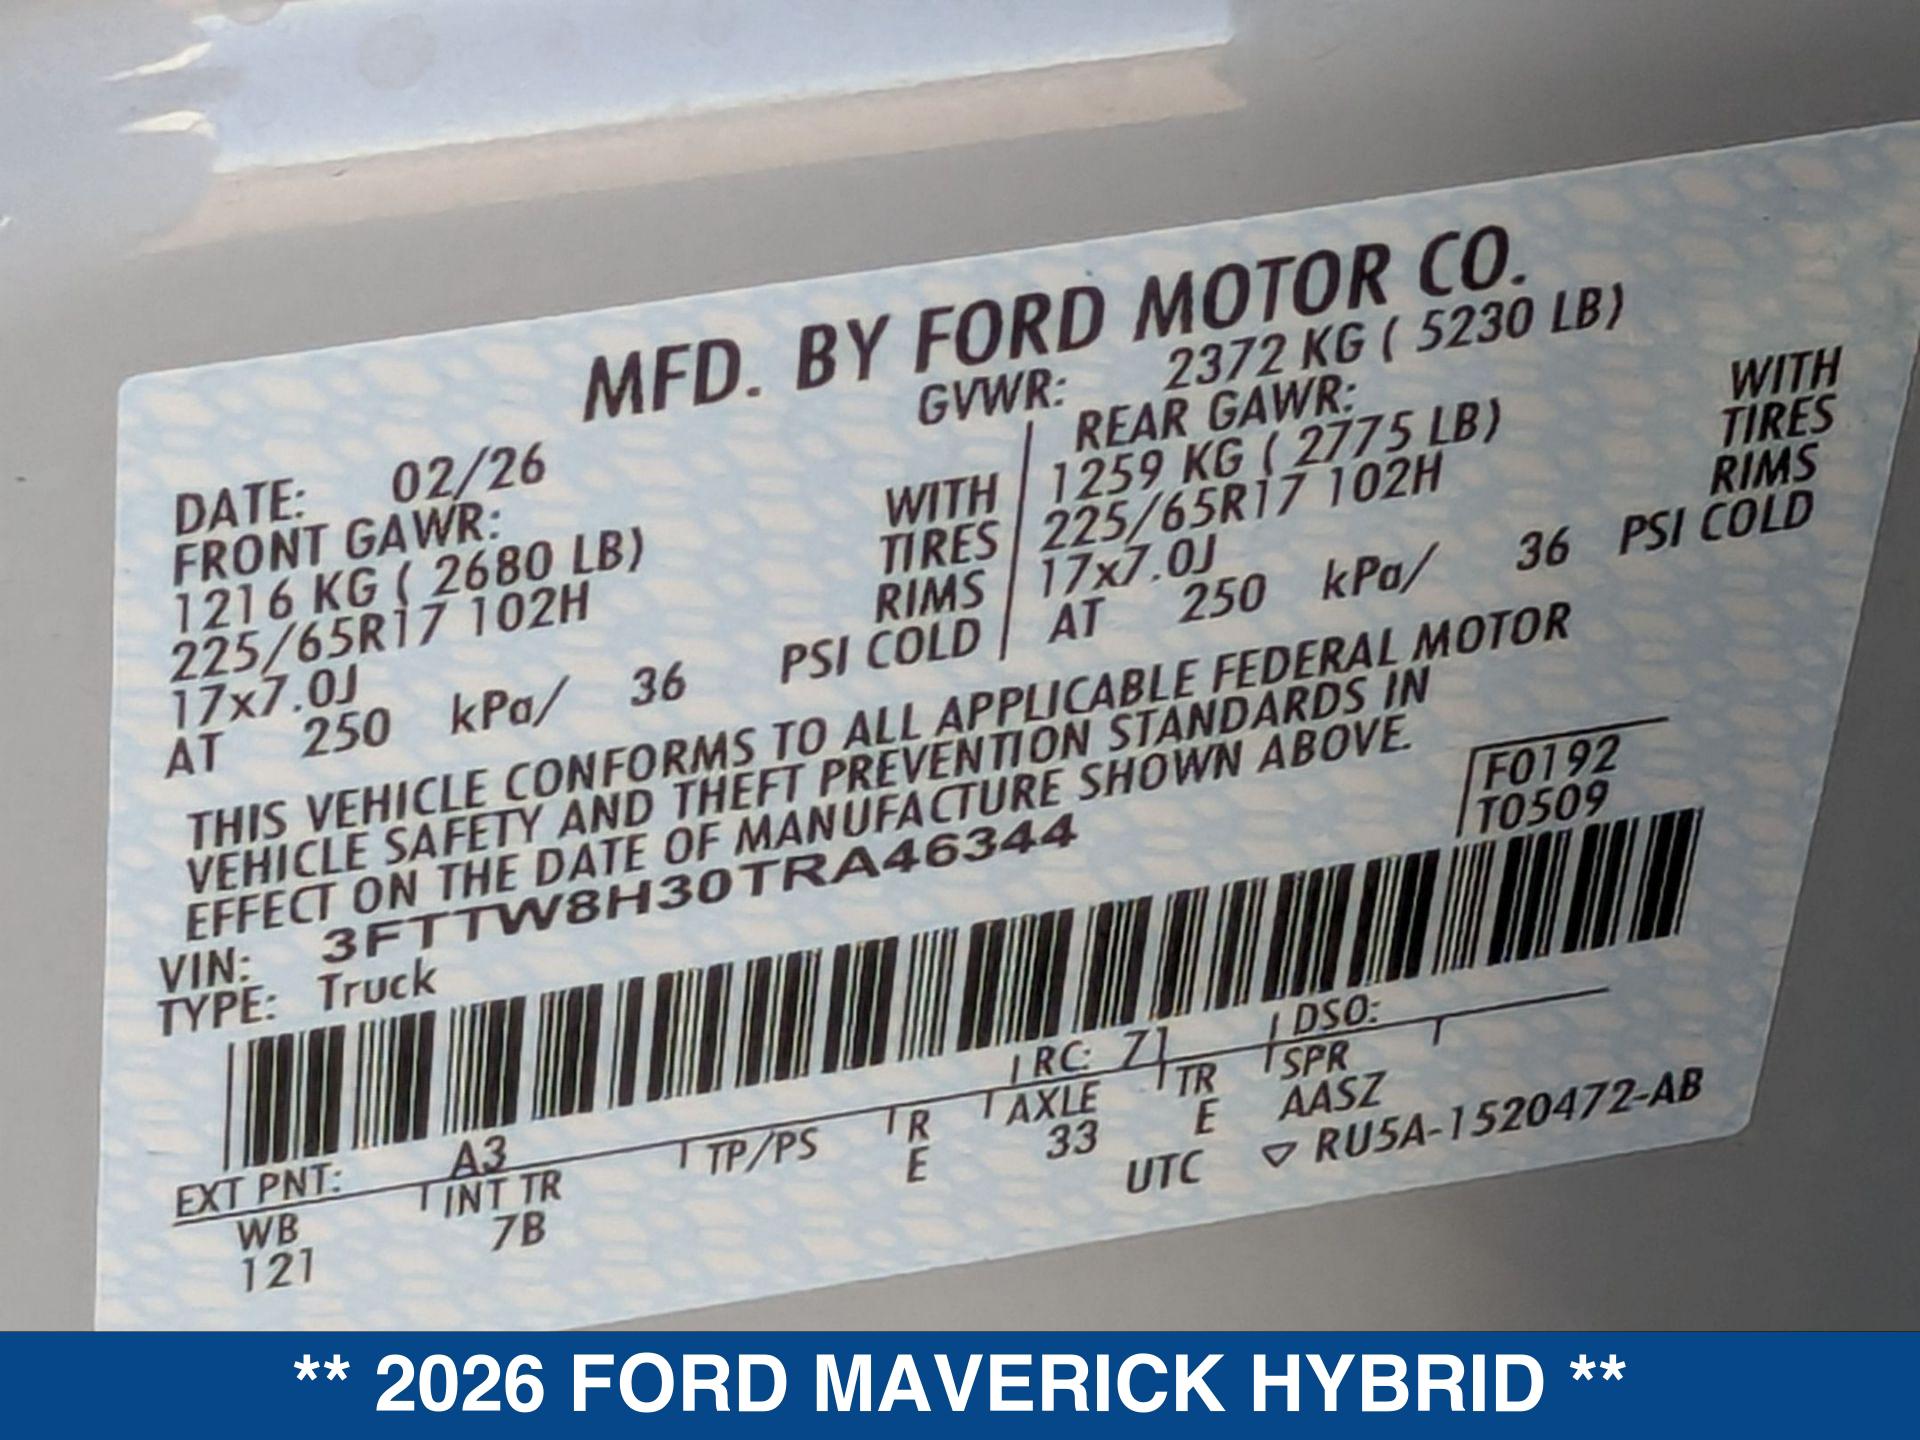 MFD. BY FORD MOTOR CO.
DATE: 02/26
GVWR: 2372 KG ( 5230 LB)
FRONT GAWR:
1216 KG ( 2680 LB) WITH
225/65R17 102H TIRES
17x7.0J RIMS
AT 250 kPa/ 36 PSI COLD
REAR GAWR:
1259 KG ( 2775 LB) WITH
225/65R17 102H TIRES
17x7.0J RIMS
AT 250 kPa/ 36 PSI COLD
THIS VEHICLE CONFORMS TO ALL APPLICABLE FEDERAL MOTOR
VEHICLE SAFETY AND THEFT PREVENTION STANDARDS IN
EFFECT ON THE DATE OF MANUFACTURE SHOWN ABOVE.
VIN: 3FTTW8H30TRA46344
TYPE: Truck
F0192
T0509
EXT PNT: A3 RC: Z1 DSO:
WB INT TR TP/PS R AXLE TR SPR
121 7B E 33 E AASZ
UTC ▽ RU5A-1520472-AB
** 2026 FORD MAVERICK HYBRID **